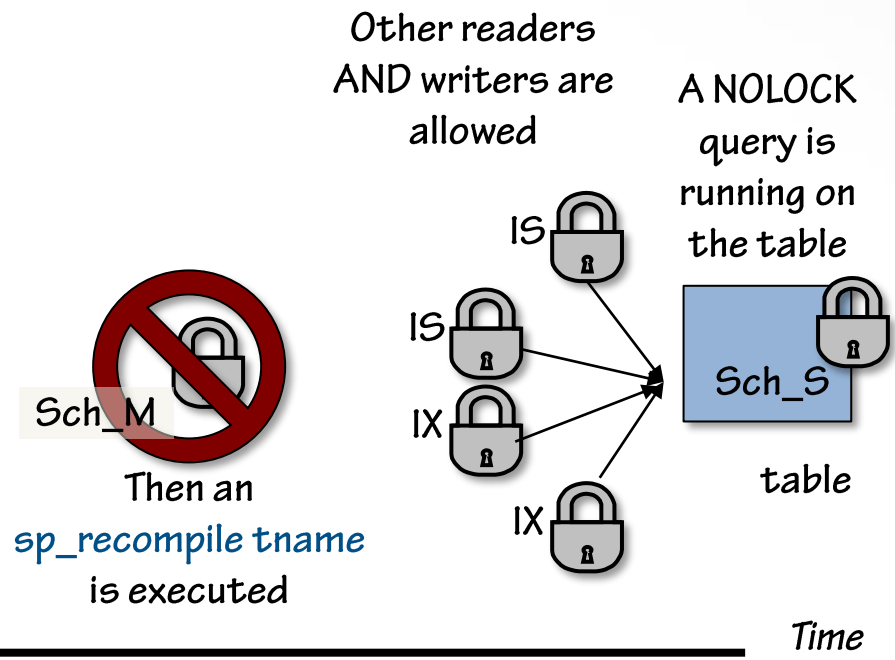 Other readers
AND writers are
allowed
A NOLOCK
query is
running on
the table
IS
IS
IX
IX
Sch_S
table
Sch_M
Then an
sp_recompile tname
is executed
Time